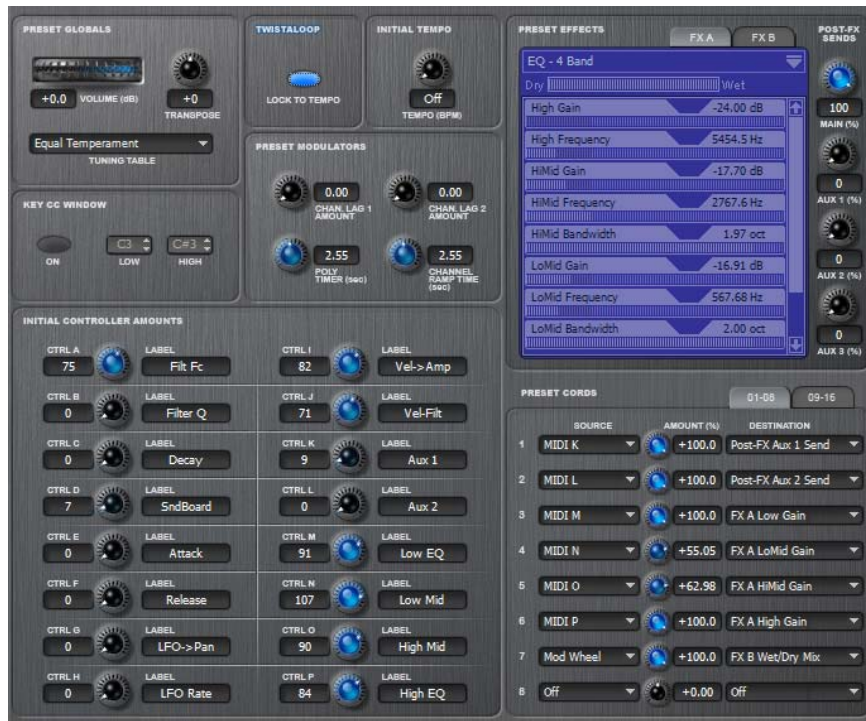 PRESET GLOBALS
+0.0 VOLUME (dB)
+0
TRANSPOSE
Equal Temperament
TUNING TABLE
TWISTALOOP
LOCK TO TEMPO
INITIAL TEMPO
Off
TEMPO (BPM)
KEY CC WINDOW
ON
C3
LOW
C#3
HIGH
PRESET MODULATORS
0.00
CHAN. LAG 1
AMOUNT
0.00
CHAN. LAG 2
AMOUNT
2.55
POLY
TIMER (sec)
2.55
CHANNEL
RAMP TIME
(sec)
PRESET EFFECTS
FX A
FX B
EQ - 4 Band
Dry
Wet
High Gain -24.00 dB
High Frequency 5454.5 Hz
HiMid Gain -17.70 dB
HiMid Frequency 2767.6 Hz
HiMid Bandwidth 1.97 oct
LoMid Gain -16.91 dB
LoMid Frequency 567.68 Hz
LoMid Bandwidth 2.00 oct
POST-FX
SENDS
100
MAIN (%)
0
AUX 1 (%)
0
AUX 2 (%)
0
AUX 3 (%)
INITIAL CONTROLLER AMOUNTS
CTRL A LABEL CTRL I LABEL
75 Filt Fc 82 Vel->Amp
CTRL B LABEL CTRL J LABEL
0 Filter Q 71 Vel-Filt
CTRL C LABEL CTRL K LABEL
0 Decay 9 Aux 1
CTRL D LABEL CTRL L LABEL
7 SndBoard 0 Aux 2
CTRL E LABEL CTRL M LABEL
0 Attack 91 Low EQ
CTRL F LABEL CTRL N LABEL
0 Release 107 Low Mid
CTRL G LABEL CTRL O LABEL
0 LFO->Pan 90 High Mid
CTRL H LABEL CTRL P LABEL
0 LFO Rate 84 High EQ
PRESET CORDS
01-08
09-16
SOURCE AMOUNT (%) DESTINATION
1 MIDI K +100.0 Post-FX Aux 1 Send
2 MIDI L +100.0 Post-FX Aux 2 Send
3 MIDI M +100.0 FX A Low Gain
4 MIDI N +55.05 FX A LoMid Gain
5 MIDI O +62.98 FX A HiMid Gain
6 MIDI P +100.0 FX A High Gain
7 Mod Wheel +100.0 FX B Wet/Dry Mix
8 Off +0.00 Off